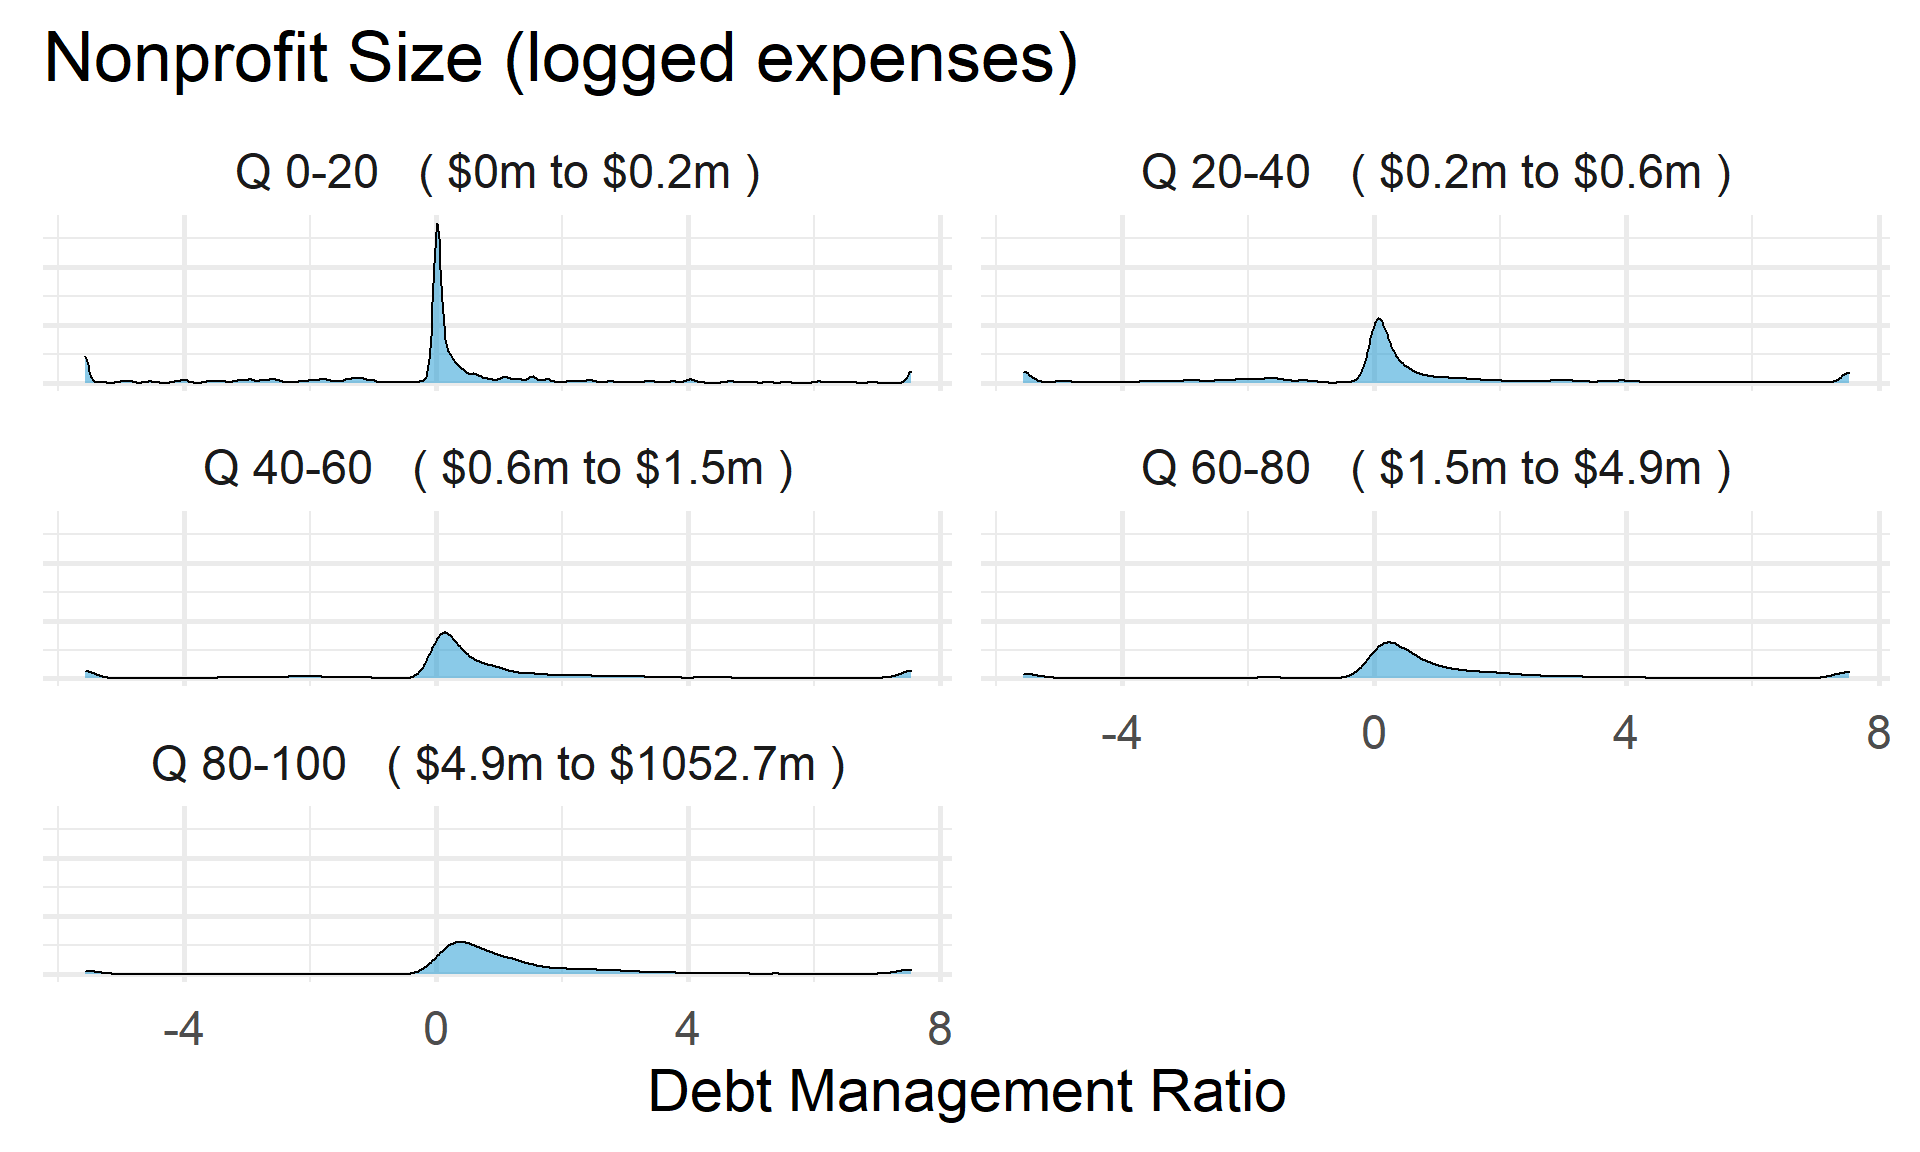 Nonprofit Size (logged expenses)
Q 0-20 ( $0m to $0.2m )
Q 20-40 ( $0.2m to $0.6m )
Q 40-60 ( $0.6m to $1.5m )
Q 60-80 ( $1.5m to $4.9m )
-4 0 4 8
Q 80-100 ( $4.9m to $1052.7m )
-4 0 4 8
Debt Management Ratio